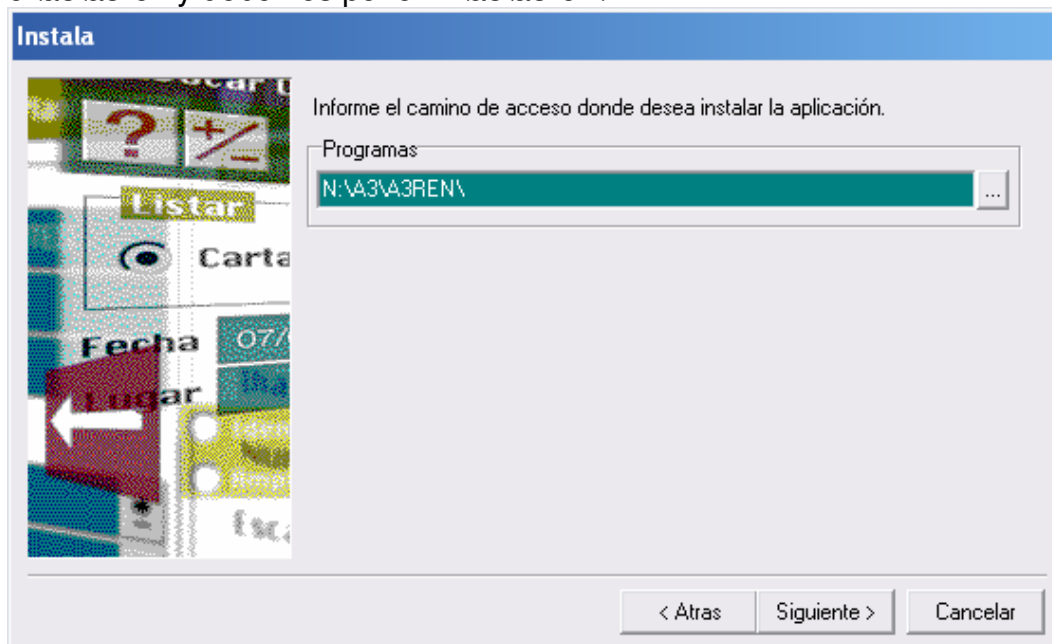 Instala
Informe el camino de acceso donde desea instalar la aplicación.
Programas
N:\A3\A3REN\
...
?
+/-
Listar
Carta
Fecha
07/
Lugar
< Atras
Siguiente >
Cancelar